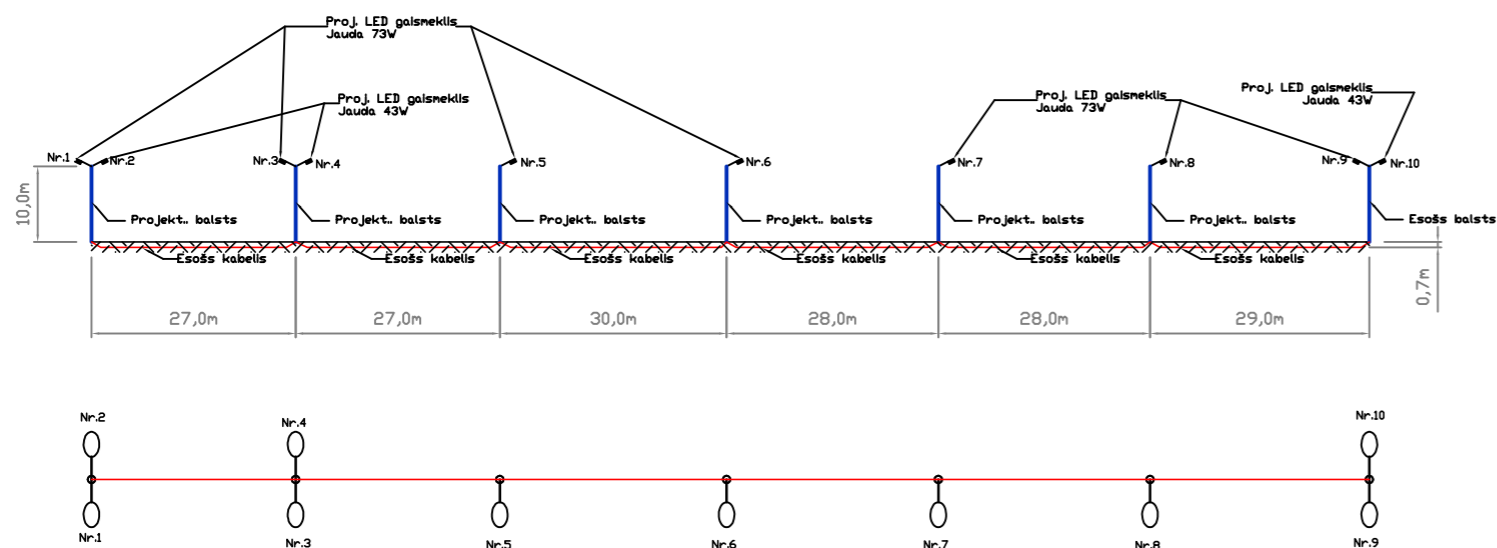 Proj. LED gaismeklis
Jauda 73W
Proj. LED gaismeklis
Jauda 43W
Proj. LED gaismeklis
Jauda 73W
Proj. LED gaismeklis
Jauda 43W
Nr.1
Nr.2
Nr.3
Nr.4
Nr.5
Nr.6
Nr.7
Nr.8
Nr.9
Nr.10
10,0m
Projekt.. balsts
Projekt.. balsts
Projekt.. balsts
Projekt.. balsts
Projekt.. balsts
Projekt.. balsts
Esošs balsts
Esošs kabelis
Esošs kabelis
Esošs kabelis
Esošs kabelis
Esošs kabelis
Esošs kabelis
0,7m
27,0m
27,0m
30,0m
28,0m
28,0m
29,0m
Nr.2
Nr.4
Nr.10
Nr.1
Nr.3
Nr.5
Nr.6
Nr.7
Nr.8
Nr.9